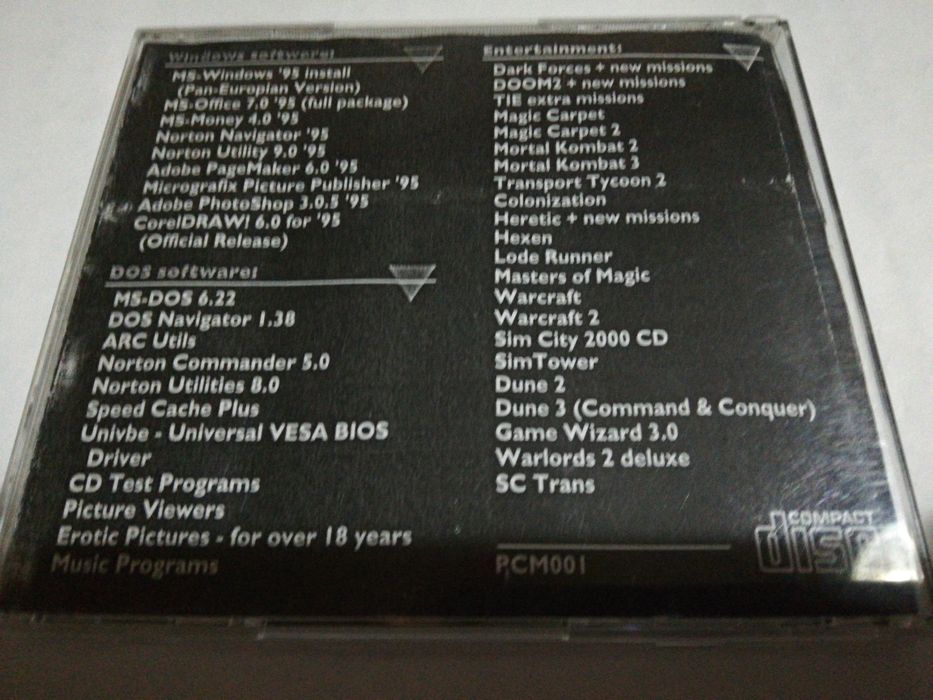 Windows software:
MS-Windows '95 install
(Pan-Europian Version)
MS-Office 7.0 '95 (full package)
MS-Money 4.0 '95
Norton Navigator '95
Norton Utility 9.0 '95
Adobe PageMaker 6.0 '95
Micrografix Picture Publisher '95
Adobe PhotoShop 3.0.5 '95
CorelDRAW! 6.0 for '95
(Official Release)
DOS software:
MS-DOS 6.22
DOS Navigator 1.38
ARC Utils
Norton Commander 5.0
Norton Utilities 8.0
Speed Cache Plus
Univbe - Universal VESA BIOS
Driver
CD Test Programs
Picture Viewers
Erotic Pictures - for over 18 years
Music Programs
Entertainment:
Dark Forces + new missions
DOOM2 + new missions
TIE extra missions
Magic Carpet
Magic Carpet 2
Mortal Kombat 2
Mortal Kombat 3
Transport Tycoon 2
Colonization
Heretic + new missions
Hexen
Lode Runner
Masters of Magic
Warcraft
Warcraft 2
Sim City 2000 CD
SimTower
Dune 2
Dune 3 (Command & Conquer)
Game Wizard 3.0
Warlords 2 deluxe
SC Trans
PCM001
COMPACT
disc